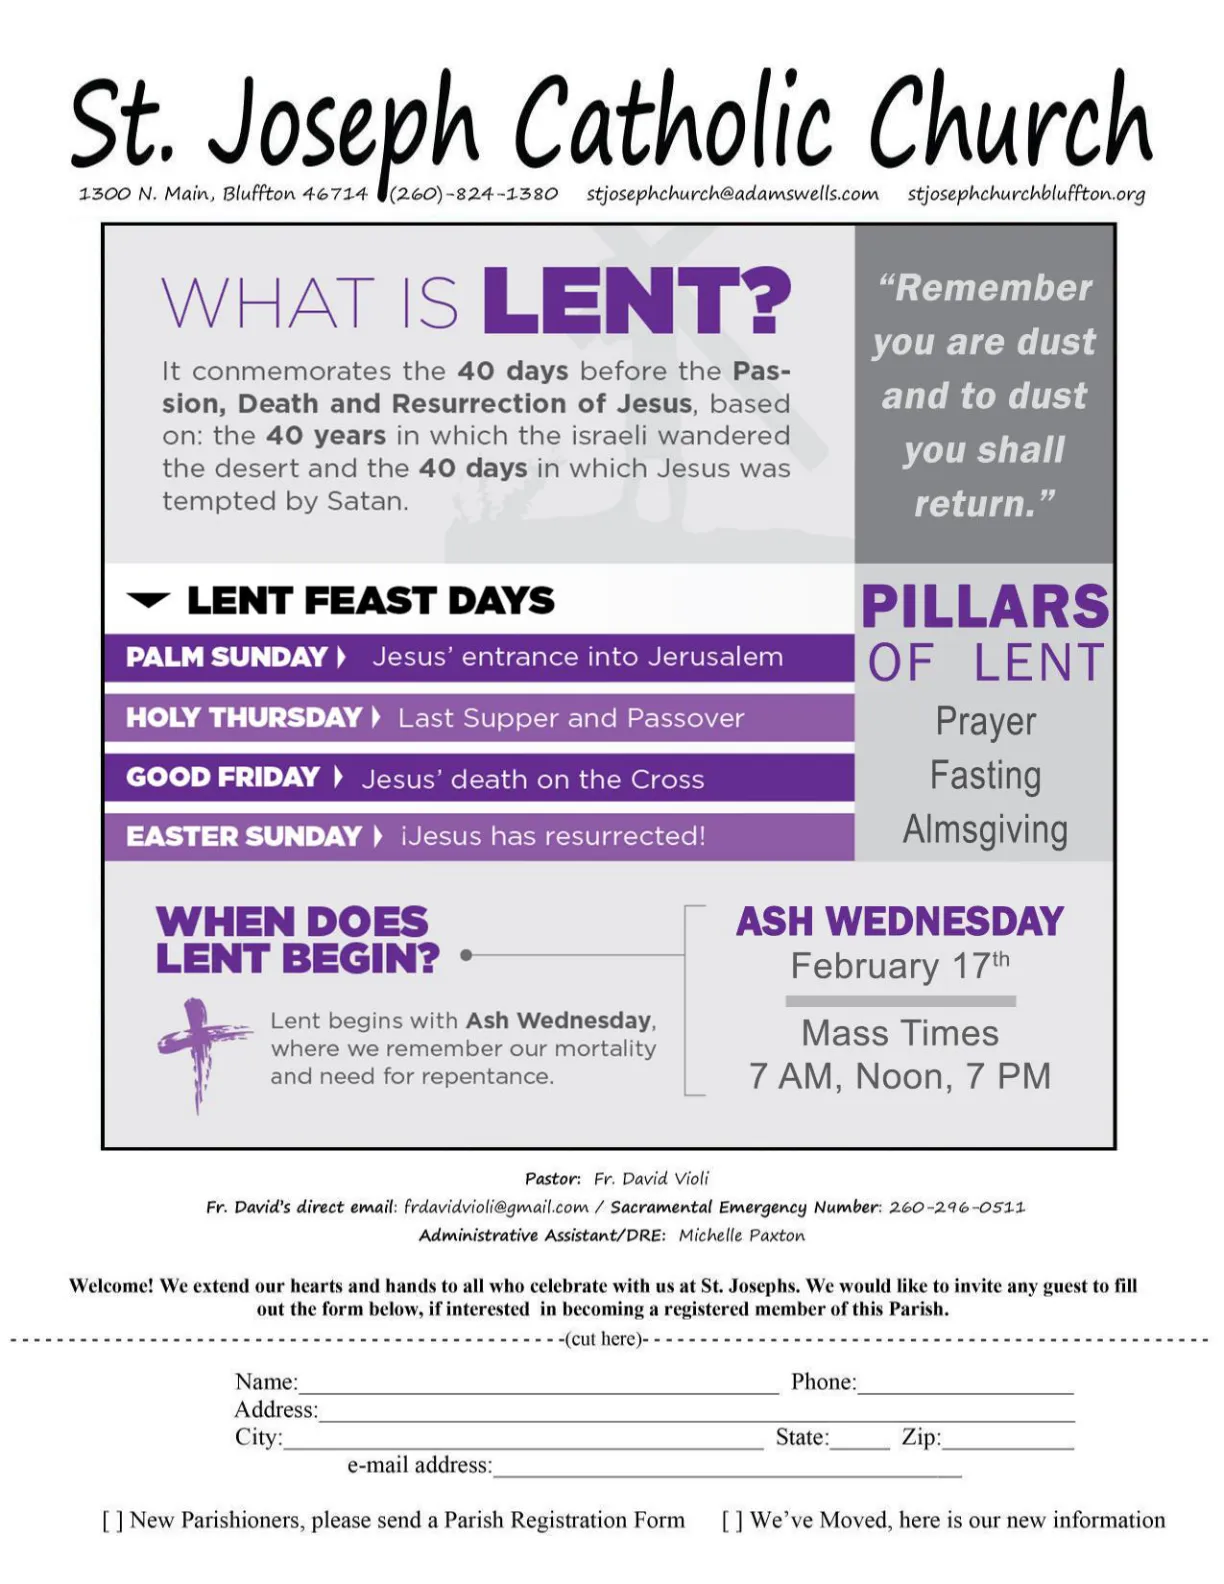 St. Joseph Catholic Church
1300 N. Main, Bluffton 46714 (260)-824-1380 stjosephchurch@adamswells.com stjosephchurchbluffton.org
WHAT IS LENT?
It conmemorates the 40 days before the Pas-
sion, Death and Resurrection of Jesus, based
on: the 40 years in which the israeli wandered
the desert and the 40 days in which Jesus was
tempted by Satan.
“Remember
you are dust
and to dust
you shall
return.”
LENT FEAST DAYS
PALM SUNDAY Jesus’ entrance into Jerusalem
HOLY THURSDAY Last Supper and Passover
GOOD FRIDAY Jesus’ death on the Cross
EASTER SUNDAY ¡Jesus has resurrected!
PILLARS
OF LENT
Prayer
Fasting
Almsgiving
WHEN DOES
LENT BEGIN?
Lent begins with Ash Wednesday,
where we remember our mortality
and need for repentance.
ASH WEDNESDAY
February 17th
Mass Times
7 AM, Noon, 7 PM
Pastor: Fr. David Violi
Fr. David’s direct email: frdavidvioli@gmail.com / Sacramental Emergency Number: 260-296-0511
Administrative Assistant/DRE: Michelle Paxton
Welcome! We extend our hearts and hands to all who celebrate with us at St. Josephs. We would like to invite any guest to fill
out the form below, if interested in becoming a registered member of this Parish.
-(cut here)-
Name: Phone:
Address:
City: State: Zip:
e-mail address:
[ ] New Parishioners, please send a Parish Registration Form [ ] We’ve Moved, here is our new information